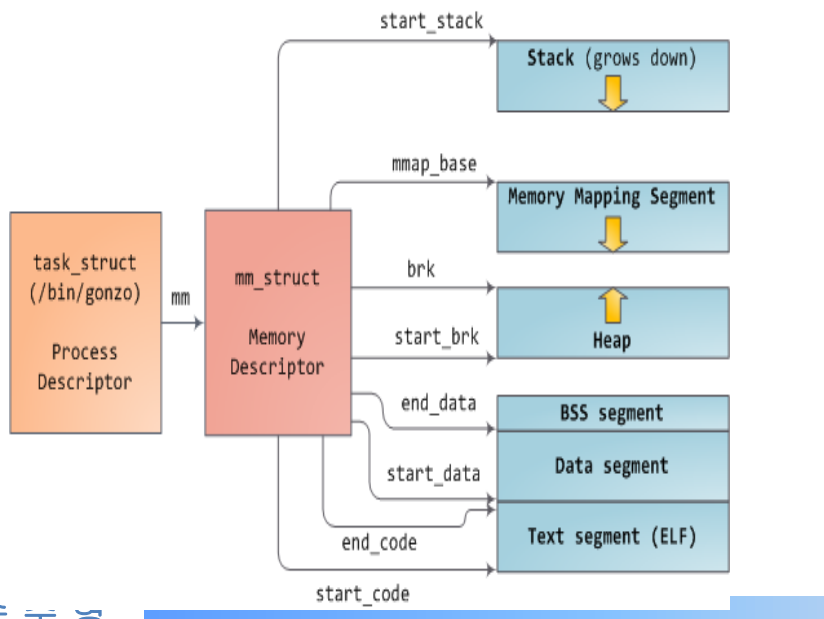 start_stack
Stack (grows down)
mmap_base
Memory Mapping Segment
task_struct
(/bin/gonzo)
Process
Descriptor
mm
mm_struct
Memory
Descriptor
brk
start_brk
Heap
end_data
BSS segment
start_data
Data segment
end_code
Text segment (ELF)
start_code